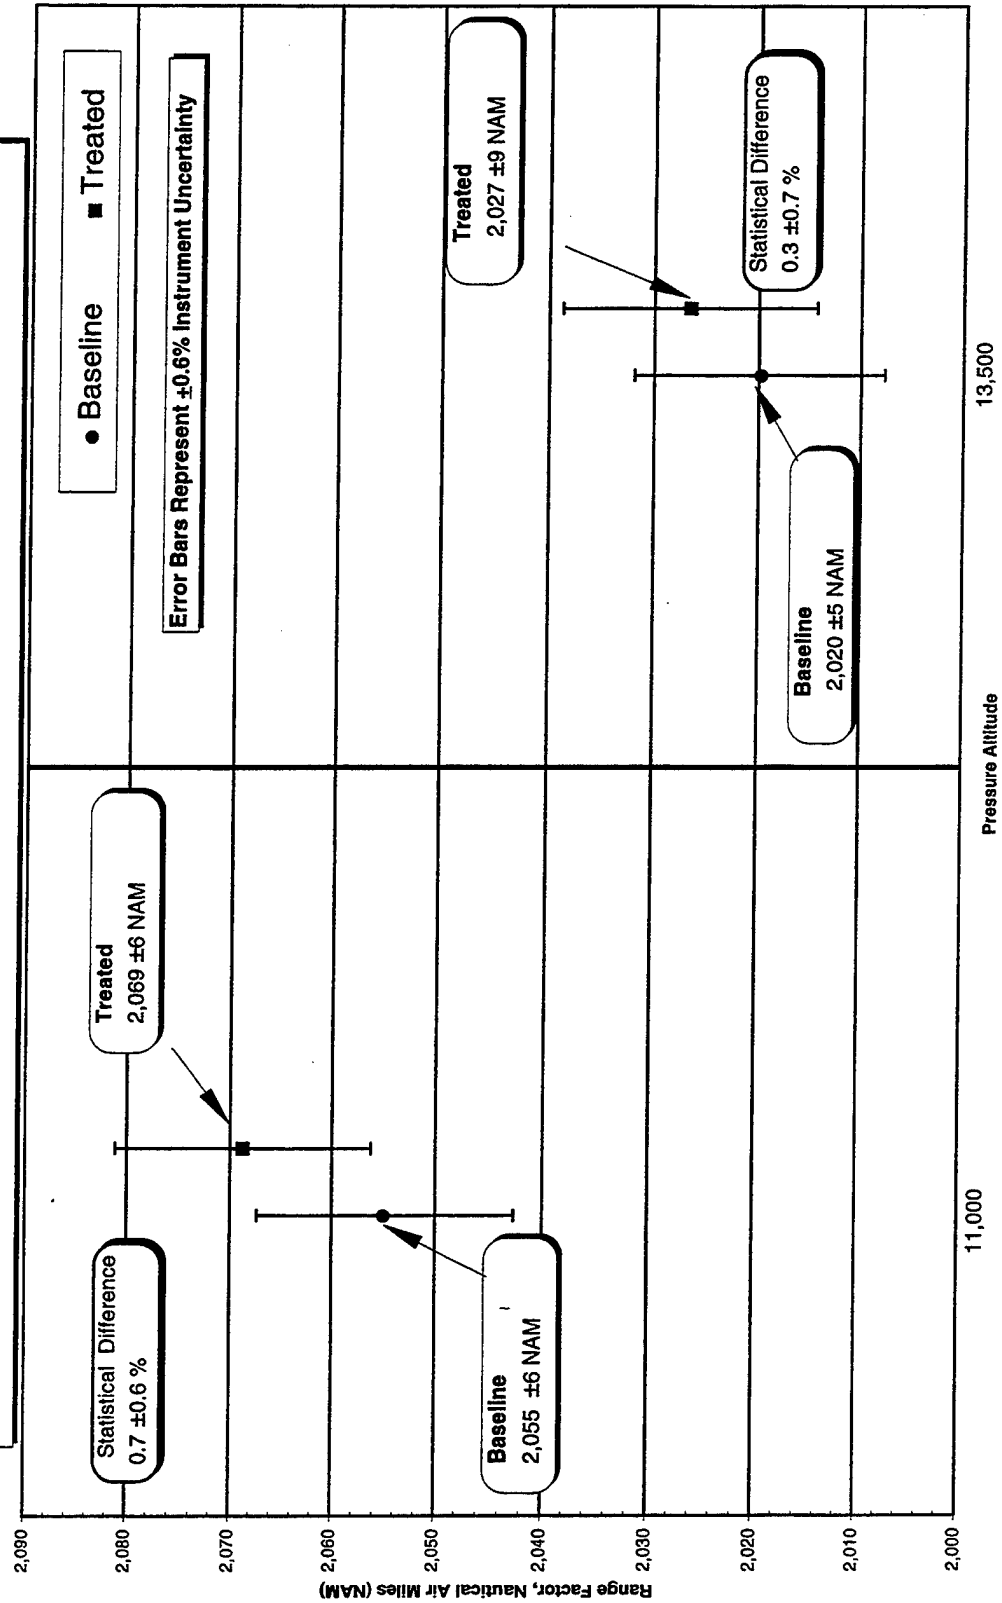 ● Baseline ■ Treated
Error Bars Represent ±0.6% Instrument Uncertainty
Statistical Difference
0.7 ±0.6 %
Treated
2,069 ±6 NAM
Baseline ~
2,055 ±6 NAM
Treated
2,027 ±9 NAM
Statistical Difference
0.3 ±0.7 %
Baseline
2,020 ±5 NAM
Range Factor, Nautical Air Miles (NAM)
2,090
2,080
2,070
2,060
2,050
2,040
2,030
2,020
2,010
2,000
11,000
13,500
Pressure Altitude